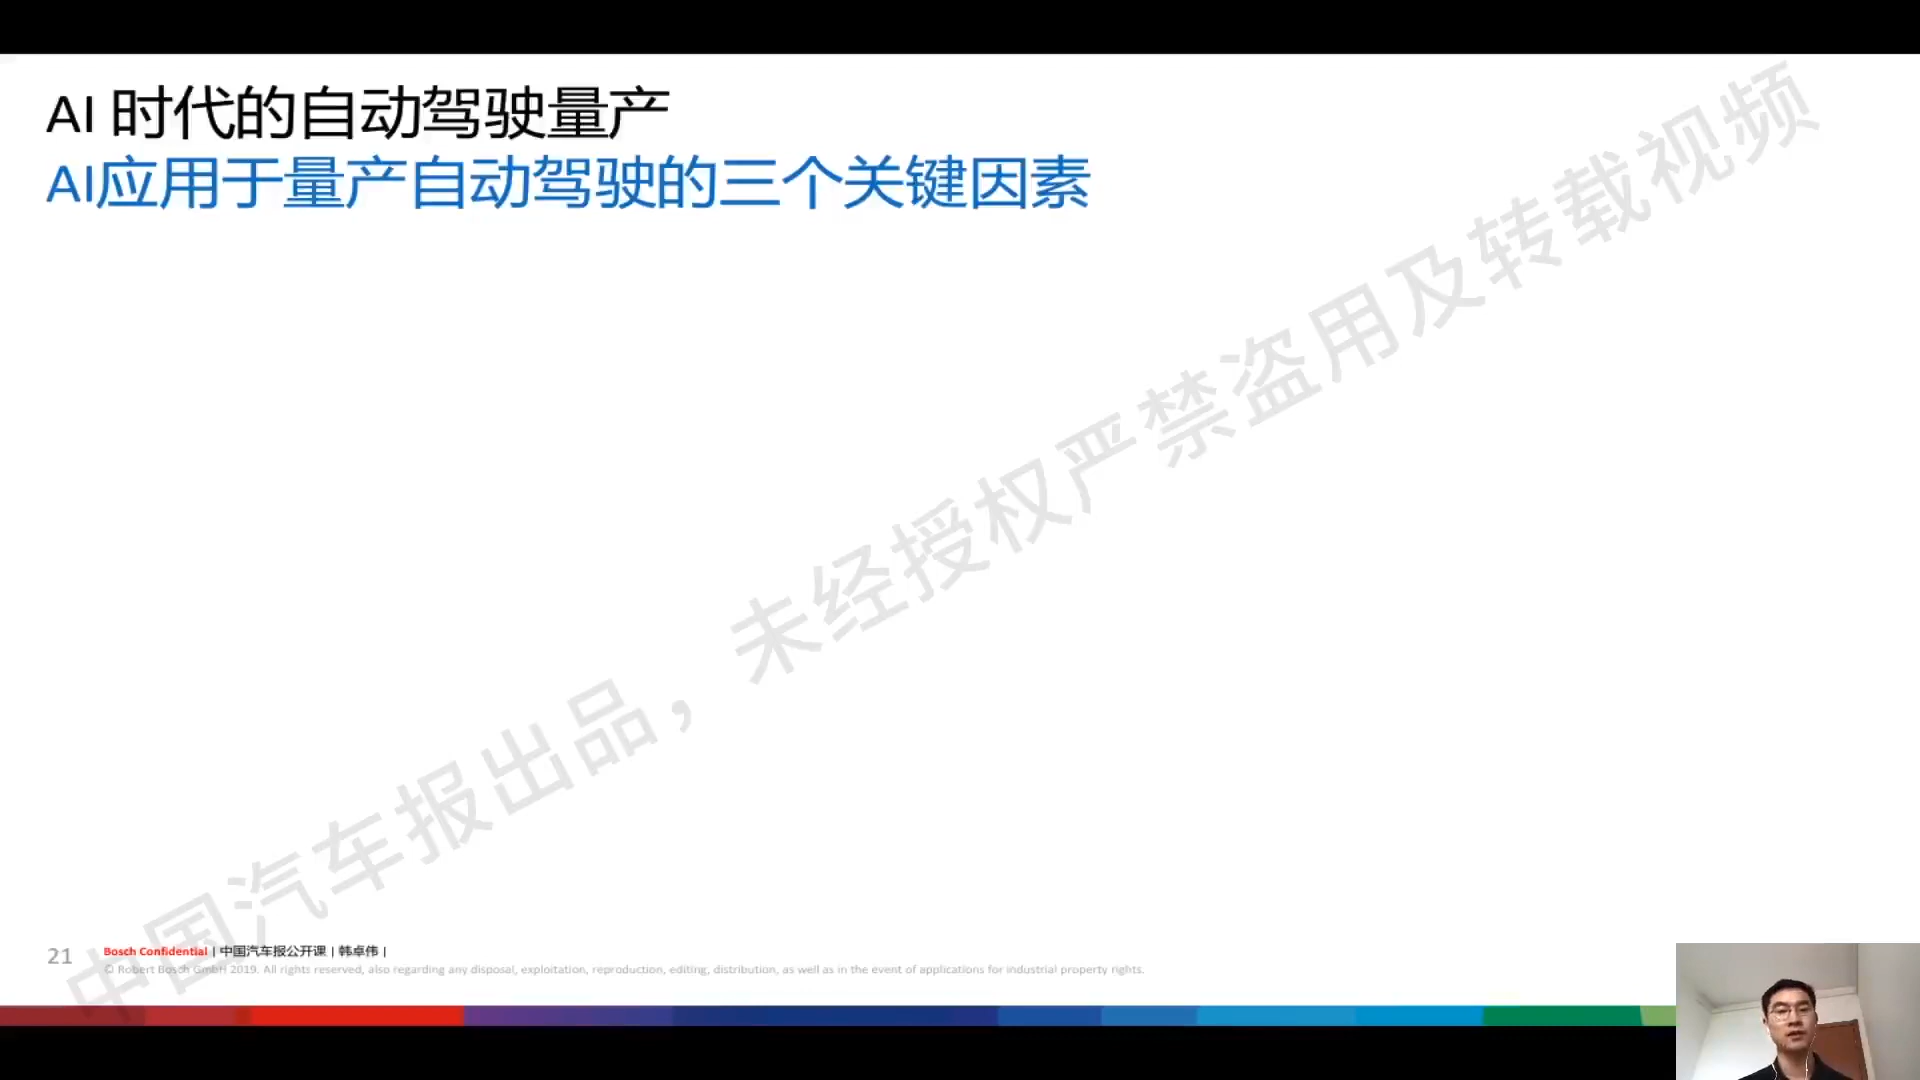 AI 时代的自动驾驶量产
AI应用于量产自动驾驶的三个关键因素
中国汽车报出品，未经授权严禁盗用及转载视频
21
Bosch Confidential | 中国汽车报公开课 | 韩卓伟 |
© Robert Bosch GmbH 2019. All rights reserved, also regarding any disposal, exploitation, reproduction, editing, distribution, as well as in the event of applications for industrial property rights.